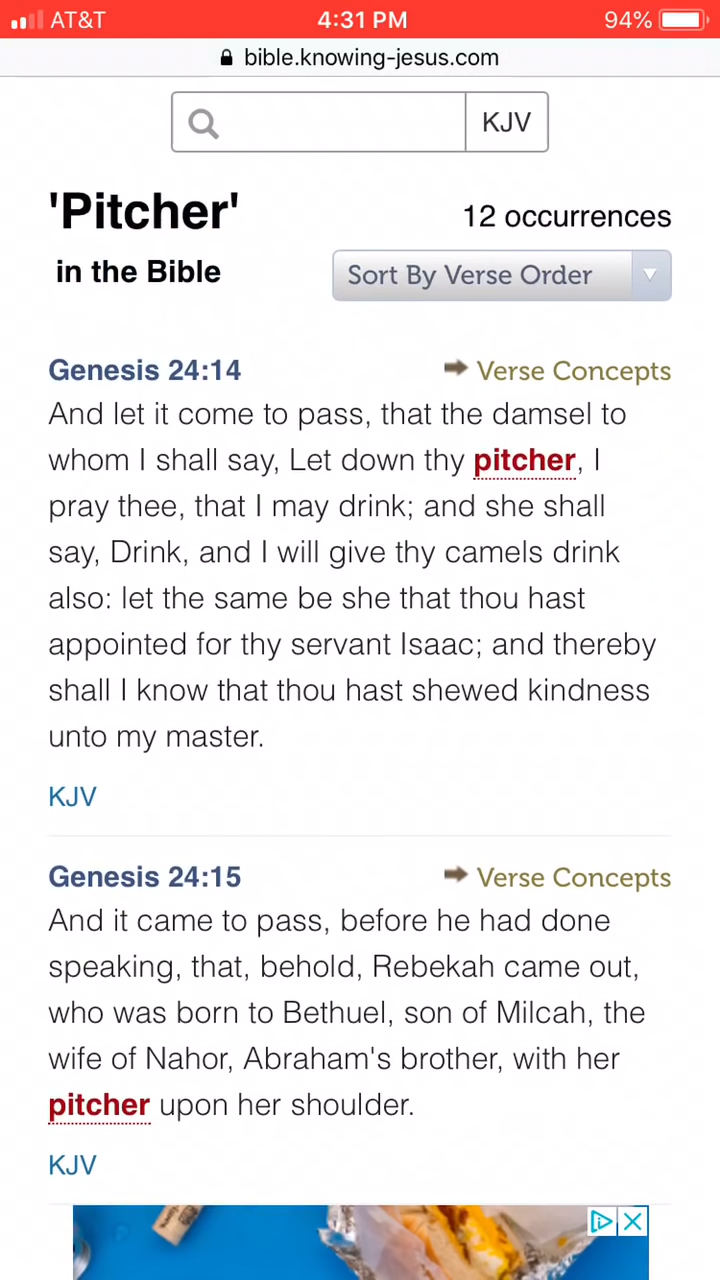 AT&T 4:31 PM 94%
bible.knowing-jesus.com
KJV
'Pitcher' 12 occurrences
in the Bible Sort By Verse Order
Genesis 24:14 Verse Concepts
And let it come to pass, that the damsel to
whom I shall say, Let down thy pitcher, I
pray thee, that I may drink; and she shall
say, Drink, and I will give thy camels drink
also: let the same be she that thou hast
appointed for thy servant Isaac; and thereby
shall I know that thou hast shewed kindness
unto my master.
KJV
Genesis 24:15 Verse Concepts
And it came to pass, before he had done
speaking, that, behold, Rebekah came out,
who was born to Bethuel, son of Milcah, the
wife of Nahor, Abraham's brother, with her
pitcher upon her shoulder.
KJV